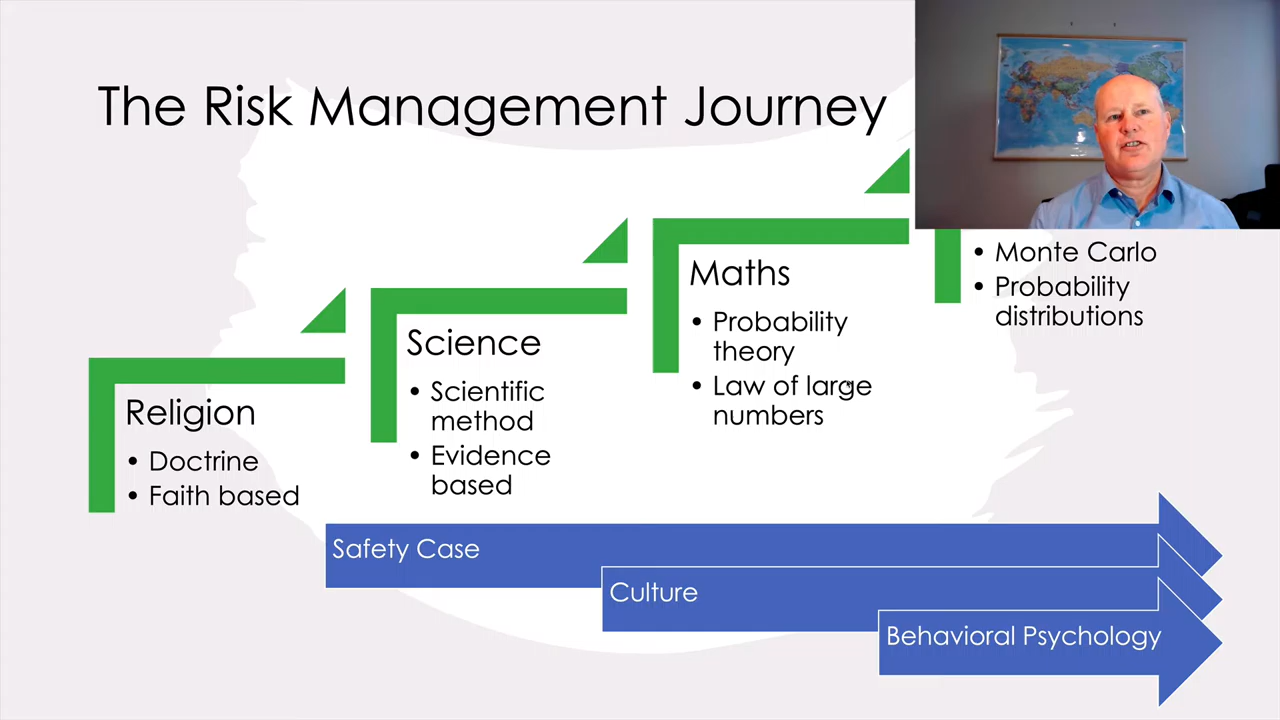 The Risk Management Journey
Religion
• Doctrine
• Faith based
Science
• Scientific
method
• Evidence
based
Maths
• Probability
theory
• Law of large
numbers
• Monte Carlo
• Probability
distributions
Safety Case
Culture
Behavioral Psychology